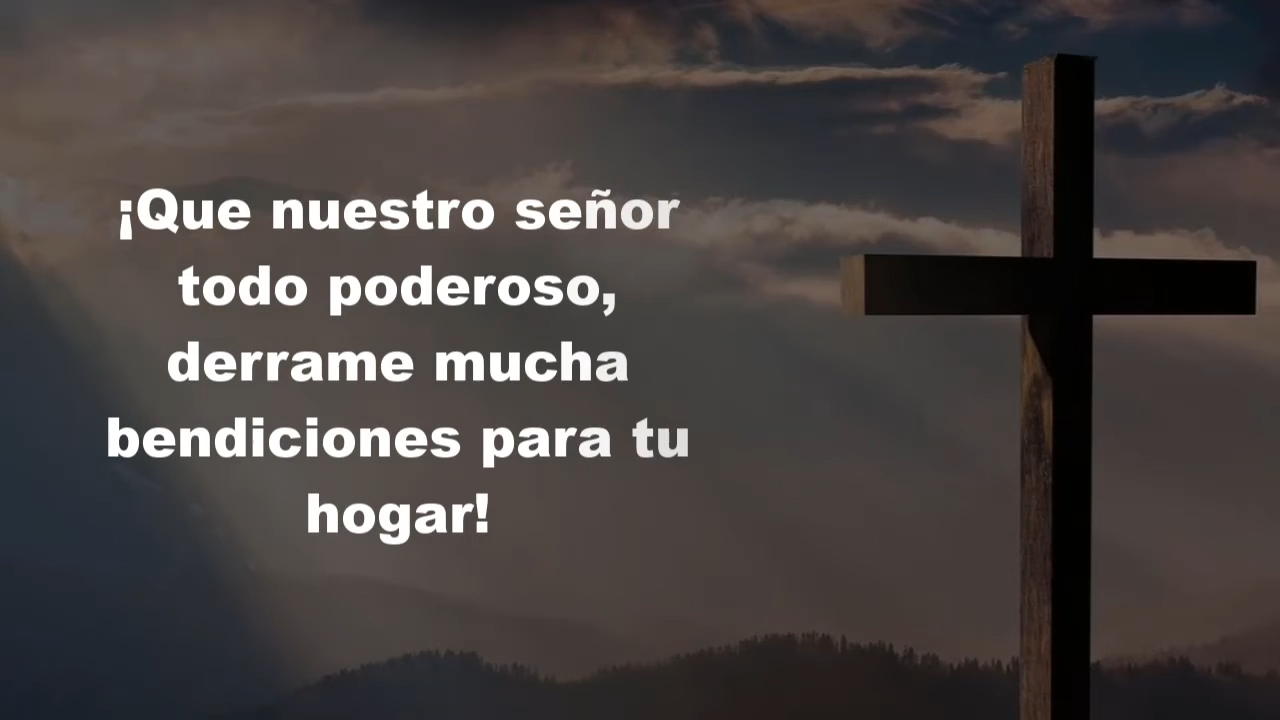 ¡Que nuestro señor
todo poderoso,
derrame mucha
bendiciones para tu
hogar!